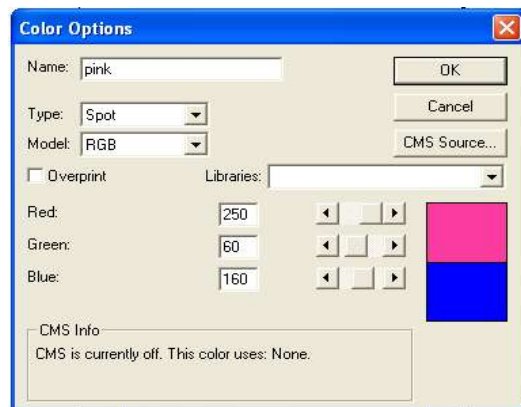 Color Options
Name: pink
OK
Type: Spot
Cancel
Model: RGB
CMS Source...
Overprint
Libraries:
Red: 250
Green: 60
Blue: 160
CMS Info
CMS is currently off. This color uses: None.